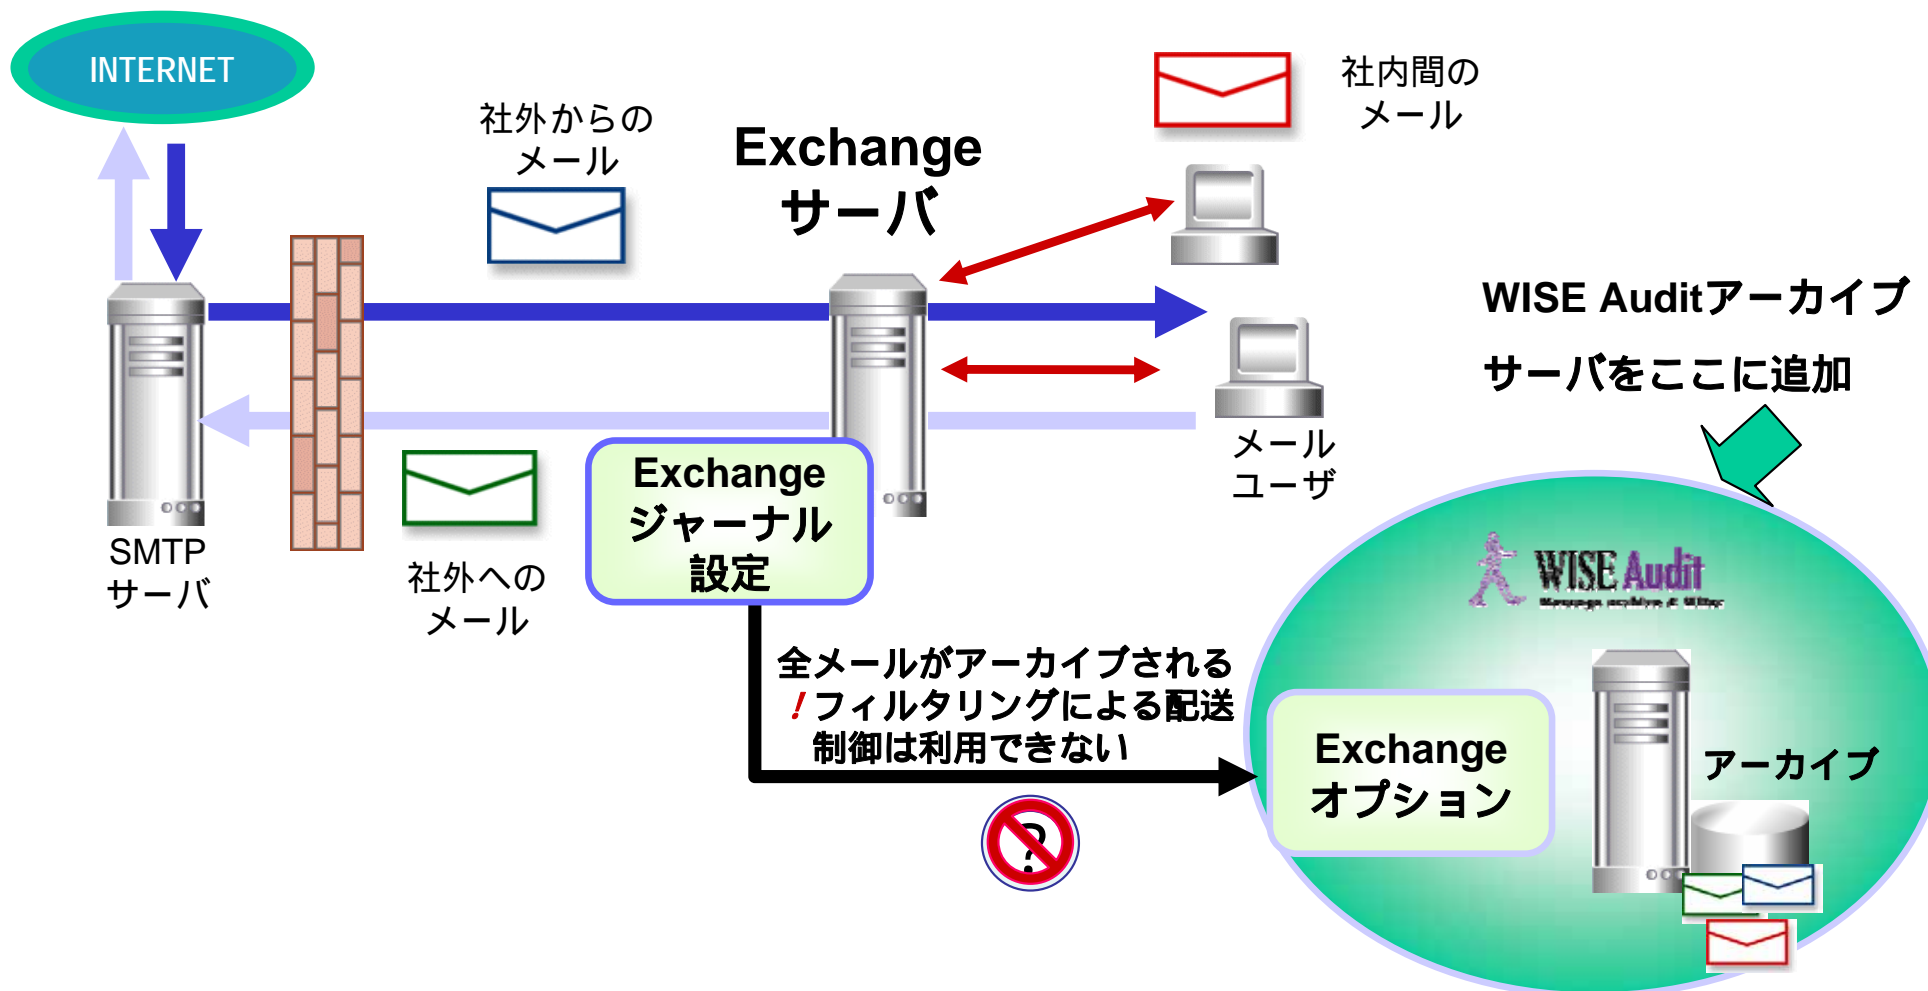 INTERNET
社外からの
メール
Exchange
サーバ
社内間の
メール
WISE Auditアーカイブ
サーバをここに追加
メール
ユーザ
SMTP
サーバ
社外への
メール
Exchange
ジャーナル
設定
全メールがアーカイブされる
!フィルタリングによる配送
制御は利用できない
?
WISE Audit
Message archive & filter
Exchange
オプション
アーカイブ